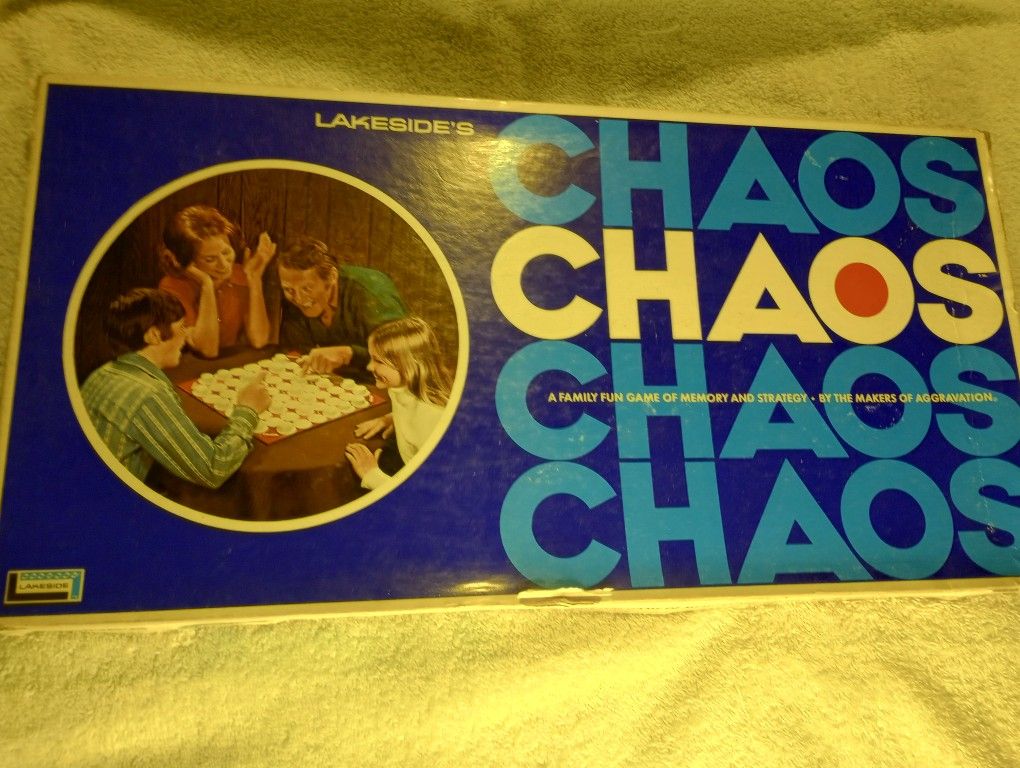 LAKESIDE'S
CHAOS
CHAOS
CHAOS
A FAMILY FUN GAME OF MEMORY AND STRATEGY • BY THE MAKERS OF AGGRAVATION.
CHAOS
LAKESIDE